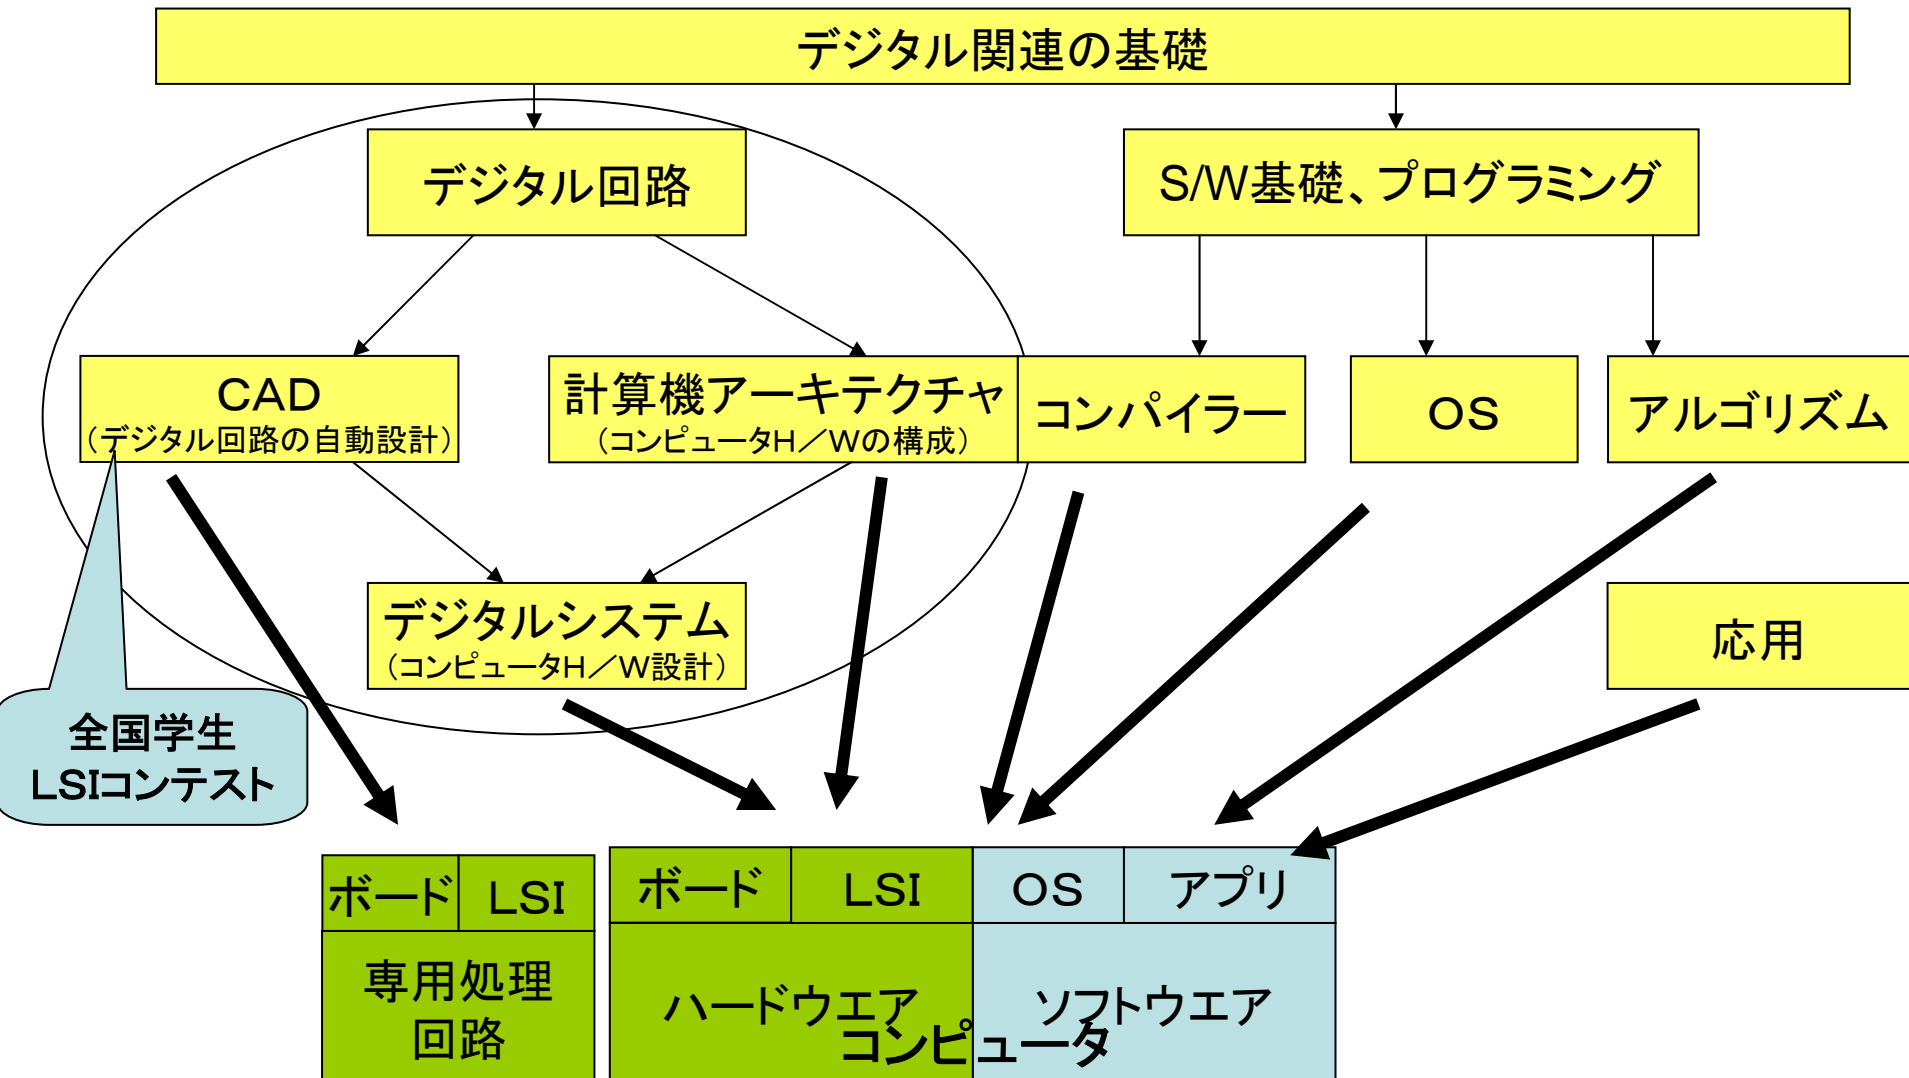 デジタル関連の基礎
デジタル回路
S/W基礎、プログラミング
CAD
（デジタル回路の自動設計）
計算機アーキテクチャ
（コンピュータH／Wの構成）
コンパイラー
OS
アルゴリズム
デジタルシステム
（コンピュータH／W設計）
応用
全国学生
LSIコンテスト
ボード
LSI
専用処理
回路
ボード
LSI
OS
アプリ
ハードウエア
ソフトウエア
コンピュータ